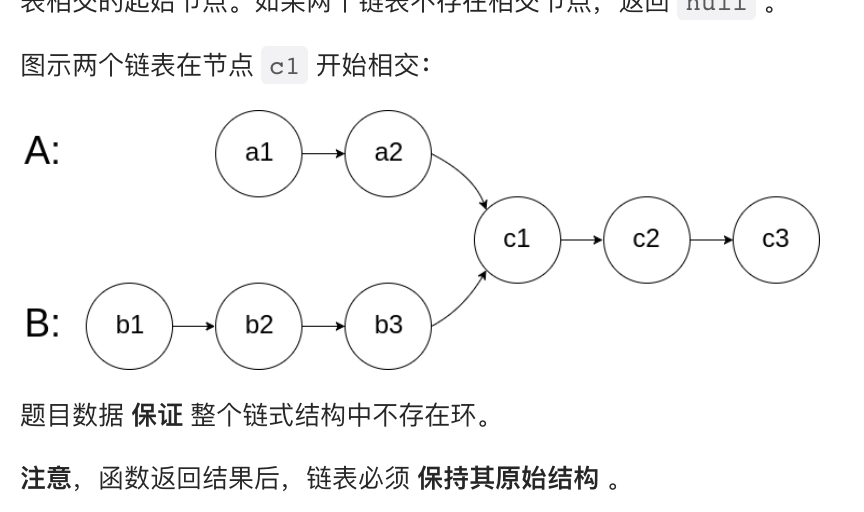 表相交的起始节点。如果两个链表不存在相交节点，返回 null 。
图示两个链表在节点 c1 开始相交：
A: a1 a2
c1 c2 c3
B: b1 b2 b3
题目数据 保证 整个链式结构中不存在环。
注意，函数返回结果后，链表必须 保持其原始结构 。